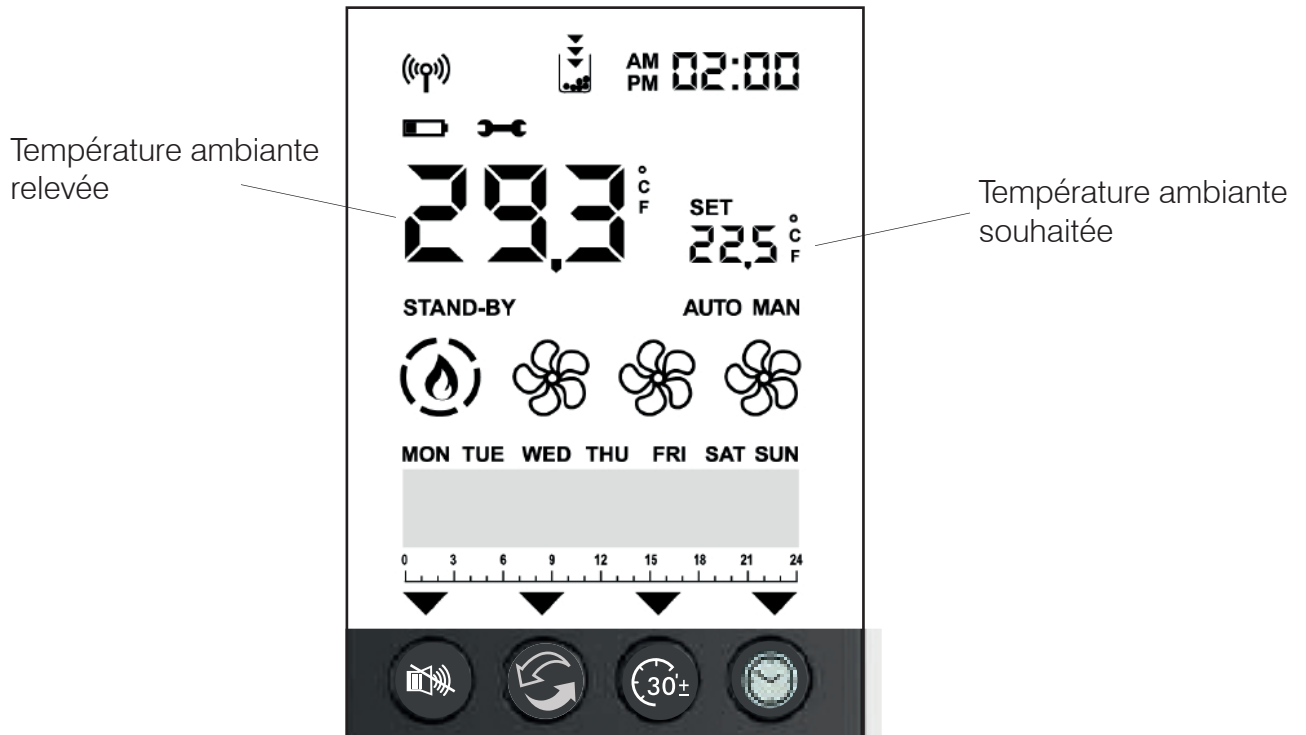 AM
PM 02:00
Température ambiante
relevée
29,3 °
C
F
SET
22,5 °
C
F
Température ambiante
souhaitée
STAND-BY AUTO MAN
MON TUE WED THU FRI SAT SUN
0 3 6 9 12 15 18 21 24
30'±